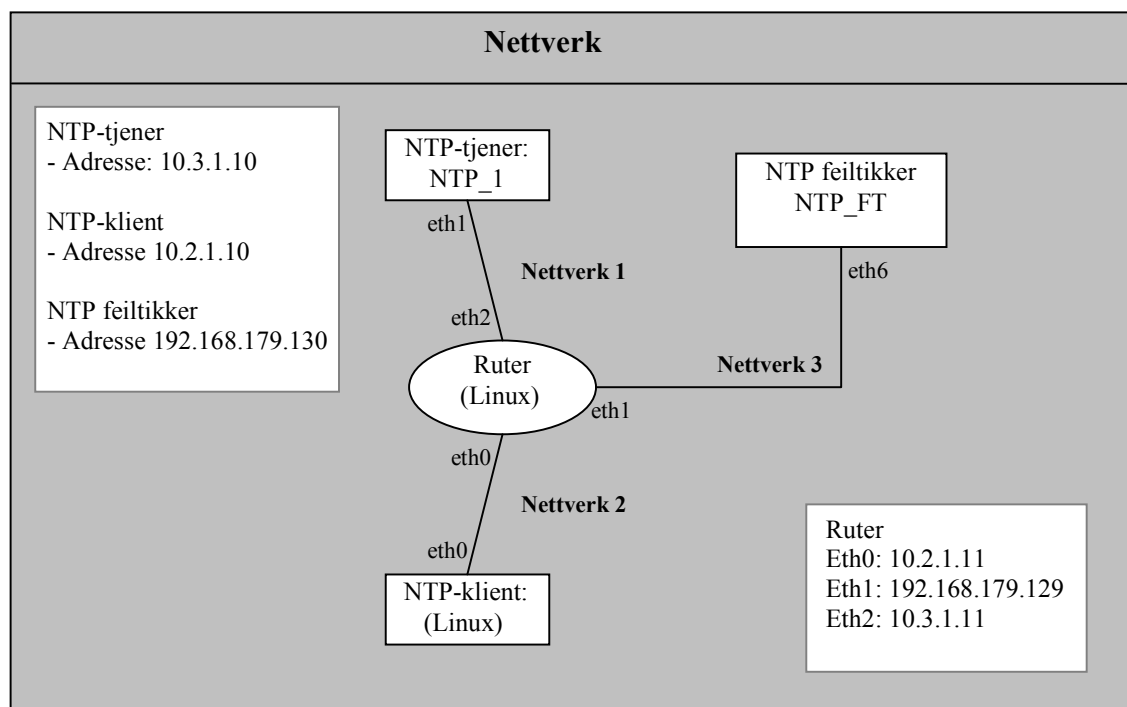 Nettverk
NTP-tjener
- Adresse: 10.3.1.10
NTP-klient
- Adresse 10.2.1.10
NTP feiltikker
- Adresse 192.168.179.130
NTP-tjener:
NTP_1
eth1
Nettverk 1
eth2
NTP feiltikker
NTP_FT
eth6
Nettverk 3
Ruter
(Linux)
eth1
eth0
Nettverk 2
eth0
NTP-klient:
(Linux)
Ruter
Eth0: 10.2.1.11
Eth1: 192.168.179.129
Eth2: 10.3.1.11